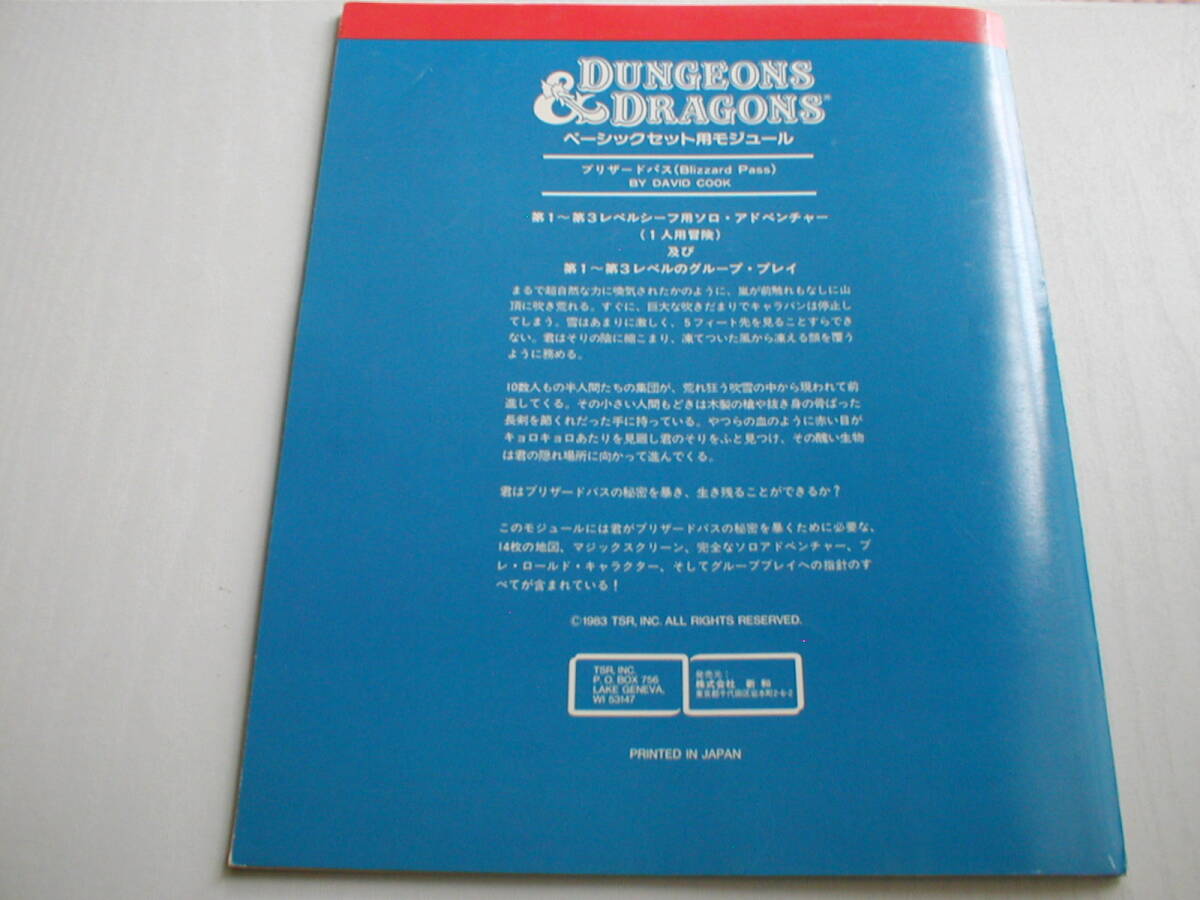 DUNGEONS
& DRAGONS®
ベーシックセット用モジュール
ブリザードパス(Blizzard Pass)
BY DAVID COOK
第1～第3レベルシーフ用ソロ・アドベンチャー
(1人用冒険)
及び
第1～第3レベルのグループ・プレイ
まるで超自然な力に喚気されたかのように、嵐が前触れもなしに山
頂に吹き荒れる。すぐに、巨大な吹きだまりでキャラバンは停止し
てしまう。雪はあまりに激しく、5フィート先を見ることすらでき
ない。君はそりの陰に縮こまり、凍てついた風から凍える顔を覆う
ように務める。
10数人もの半人間たちの集団が、荒れ狂う吹雪の中から現われて前
進してくる。その小さい人間もどきは木製の槍や抜き身の骨ばった
長剣を節くれだった手に持っている。やつらの血のように赤い目が
キョロキョロあたりを見廻し君のそりをふと見つけ、その醜い生物
は君の隠れ場所に向かって進んでくる。
君はブリザードパスの秘密を暴き、生き残ることができるか?
このモジュールには君がブリザードパスの秘密を暴くために必要な、
14枚の地図、マジックスクリーン、完全なソロアドベンチャー、プ
レ・ロールド・キャラクター、そしてグループプレイへの指針のす
べてが含まれている!
©1983 TSR, INC. ALL RIGHTS RESERVED.
TSR, INC.
P. O. BOX 756
LAKE GENEVA,
WI 53147
発売元:
株式会社 新和
東京都千代田区岩本町2-6-2
PRINTED IN JAPAN